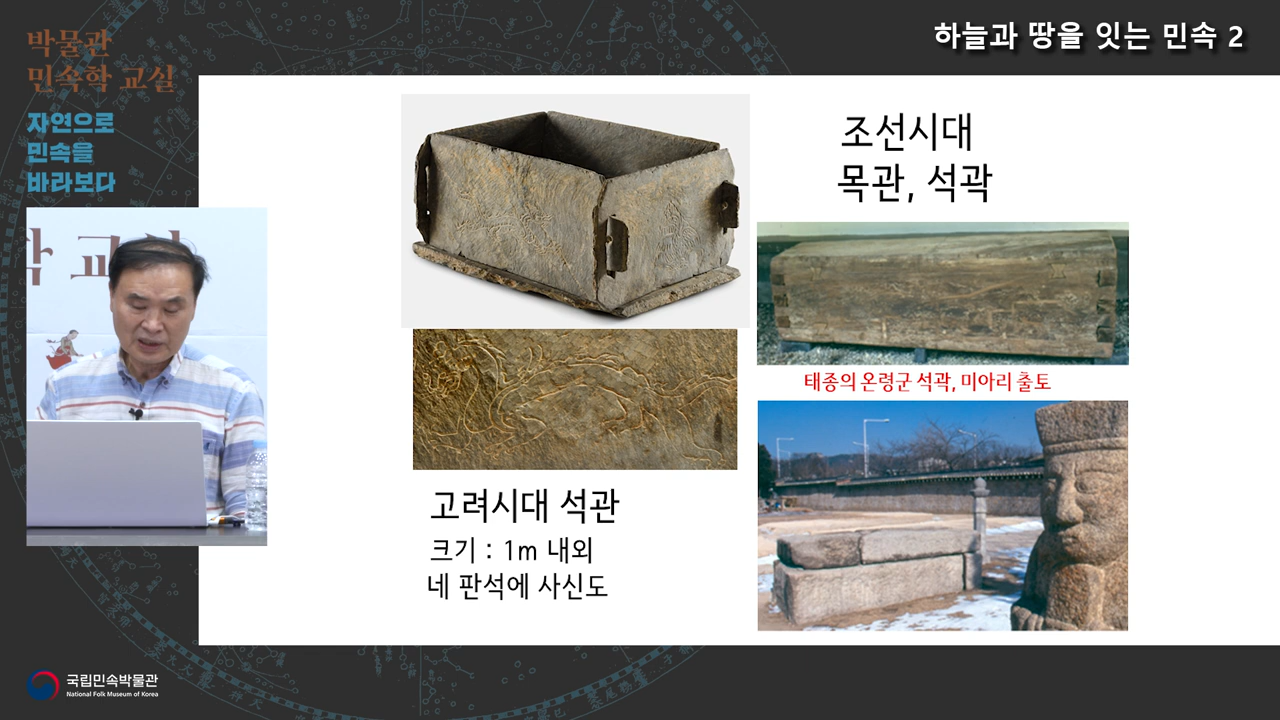 박물관
민속학 교실
자연으로
민속을
바라보다
하늘과 땅을 잇는 민속 2
학 교실
조선시대
목관, 석곽
태종의 온령군 석곽, 미아리 출토
고려시대 석관
크기 : 1m 내외
네 판석에 사신도
국립민속박물관
National Folk Museum of Korea